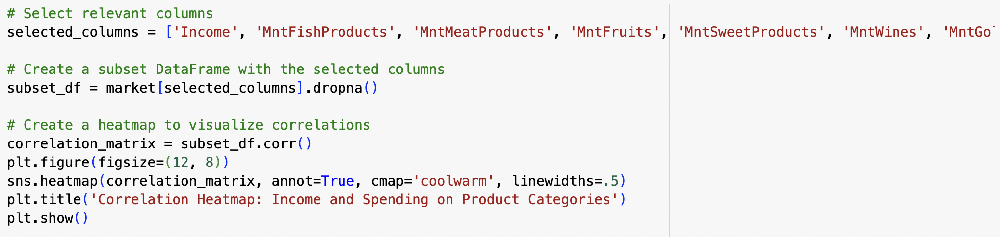 # Select relevant columns
selected_columns = ['Income', 'MntFishProducts', 'MntMeatProducts', 'MntFruits', 'MntSweetProducts', 'MntWines',
# Create a subset DataFrame with the selected columns
subset_df = market[selected_columns].dropna()
# Create a heatmap to visualize correlations
correlation_matrix = subset_df.corr()
plt.figure(figsize=(12, 8))
sns.heatmap(correlation_matrix, annot=True, cmap='coolwarm', linewidths=.5)
plt.title('Correlation Heatmap: Income and Spending on Product Categories')
plt.show()